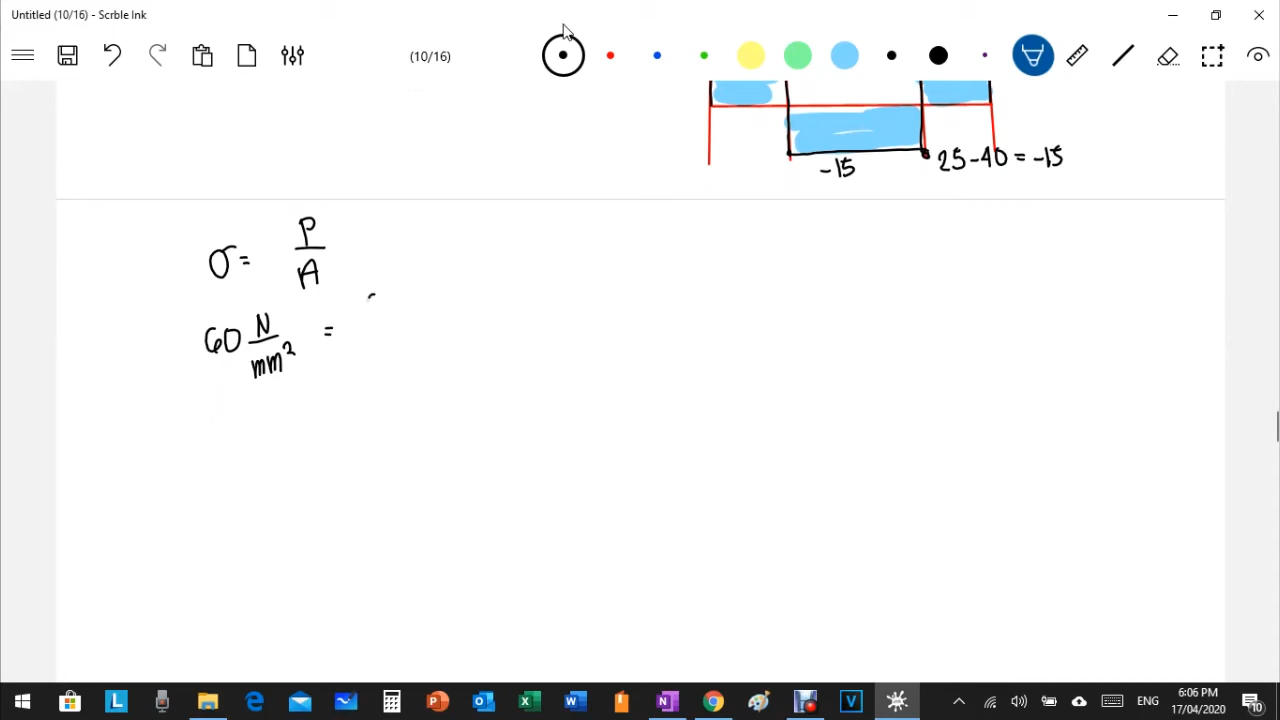 Untitled (10/16) - Scrble Ink
(10/16)
-15
25-40 = -15
σ = P/A
60 N/mm² =
ENG
6:06 PM
17/04/2020
10